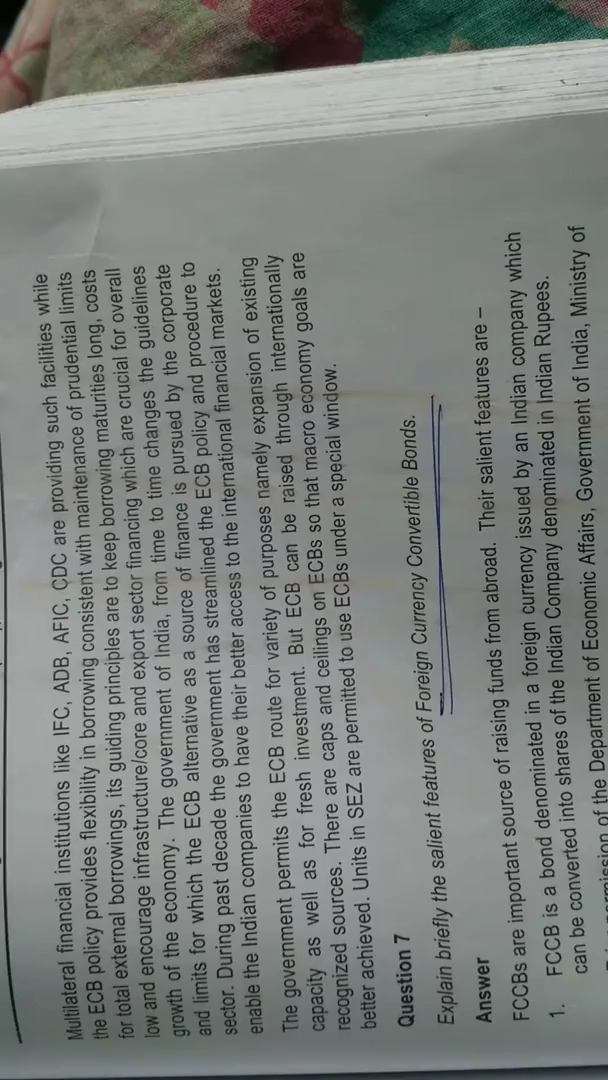 Multilateral financial institutions like IFC, ADB, AFIC, CDC are providing such facilities while
the ECB policy provides flexibility in borrowing consistent with maintenance of prudential limits
for total external borrowings, its guiding principles are to keep borrowing maturities long, costs
low and encourage infrastructure/core and export sector financing which are crucial for overall
growth of the economy. The government of India, from time to time changes the guidelines
and limits for which the ECB alternative as a source of finance is pursued by the corporate
sector. During past decade the government has streamlined the ECB policy and procedure to
enable the Indian companies to have their better access to the international financial markets.
The government permits the ECB route for variety of purposes namely expansion of existing
capacity as well as for fresh investment. But ECB can be raised through internationally
recognized sources. There are caps and ceilings on ECBs so that macro economy goals are
better achieved. Units in SEZ are permitted to use ECBs under a special window.
Question 7
Explain briefly the salient features of Foreign Currency Convertible Bonds.
Answer
FCCBs are important source of raising funds from abroad. Their salient features are –
1. FCCB is a bond denominated in a foreign currency issued by an Indian company which
can be converted into shares of the Indian Company denominated in Indian Rupees.
of the Department of Economic Affairs, Government of India, Ministry of